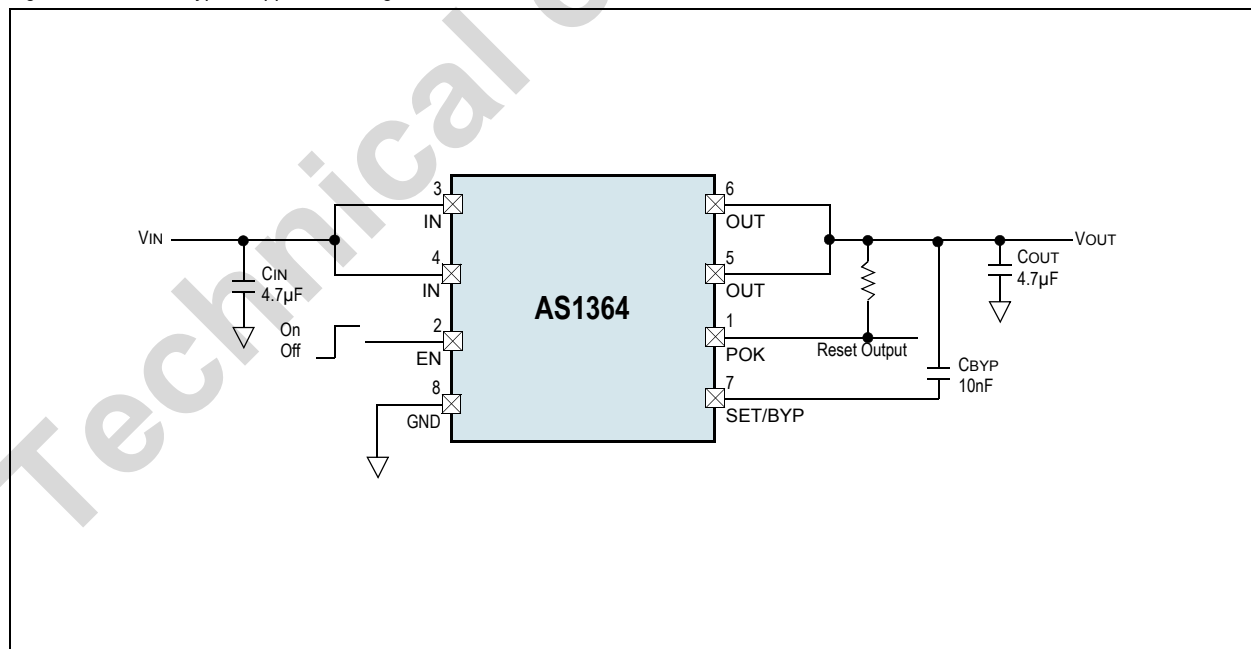 Technical
3
IN
6
OUT
VIN
VOUT
CIN
4.7µF
4
IN
5
OUT
COUT
4.7µF
AS1364
On
Off
2
EN
1
POK
Reset Output
CBYP
10nF
8
GND
7
SET/BYP